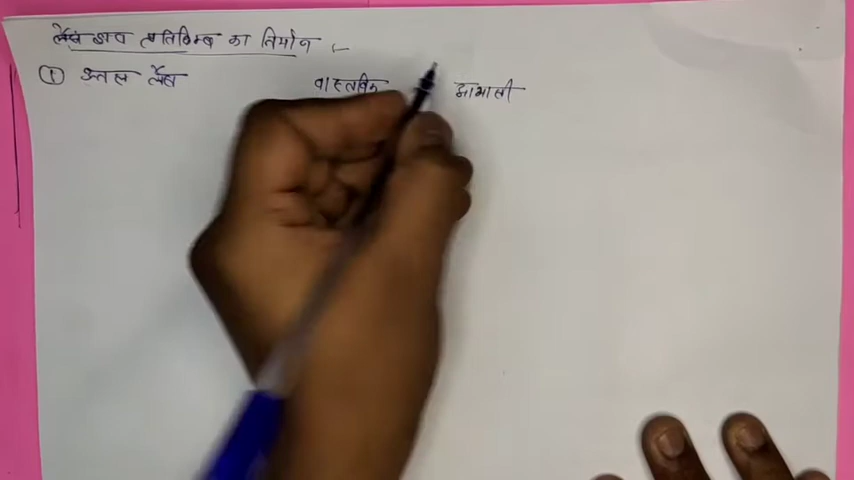 लेंस द्वारा प्रतिबिम्ब का निर्माण :-
① उत्तल लेंस वास्तविक आभासी